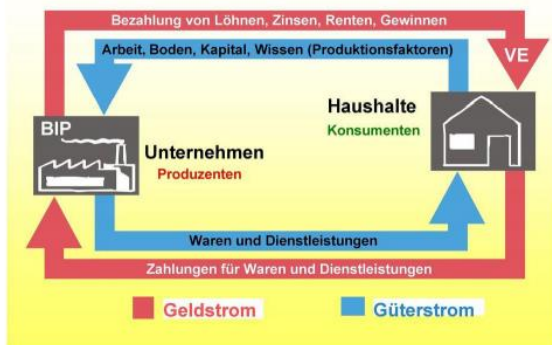 Bezahlung von Löhnen, Zinsen, Renten, Gewinnen
Arbeit, Boden, Kapital, Wissen (Produktionsfaktoren)
VE
Haushalte
Konsumenten
BIP
Unternehmen
Produzenten
Waren und Dienstleistungen
Zahlungen für Waren und Dienstleistungen
Geldstrom
Güterstrom